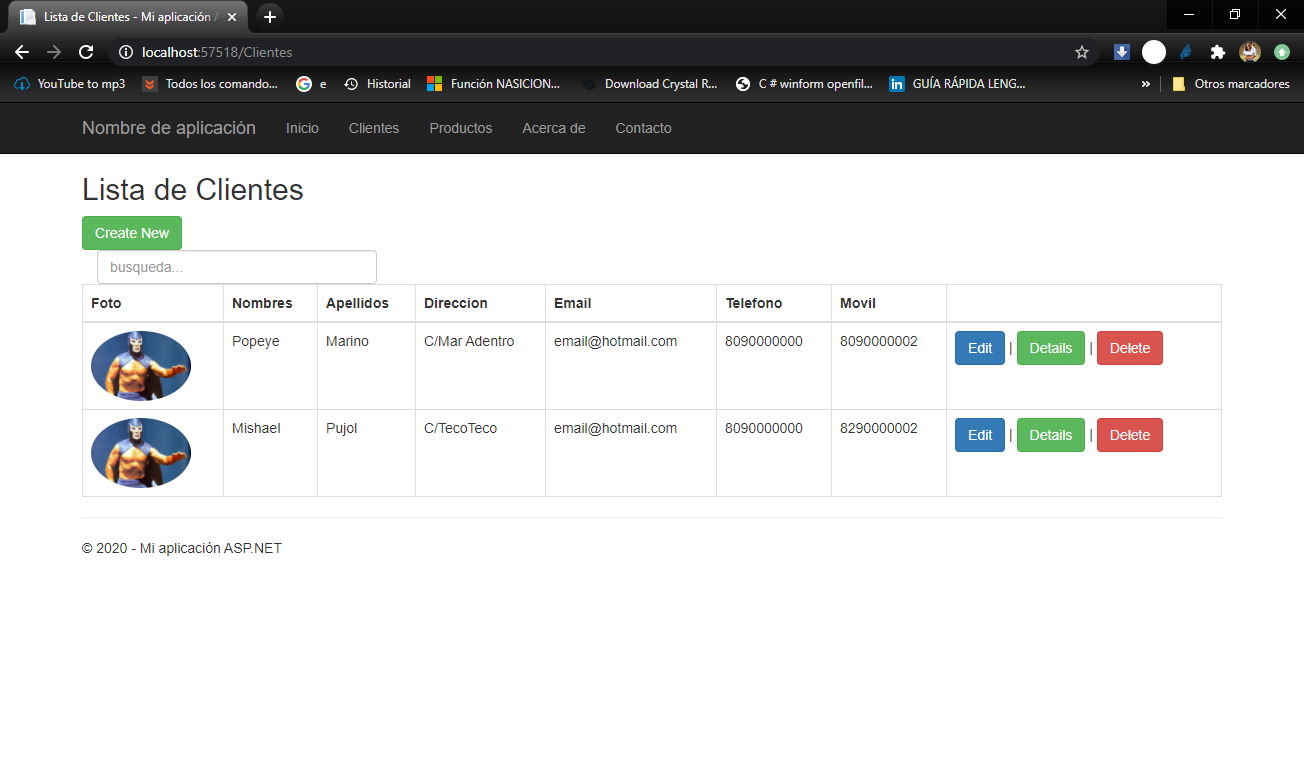 Lista de Clientes - Mi aplicación A
localhost:57518/Clientes
YouTube to mp3 Todos los comando... e Historial Función NASICION... Download Crystal R... C # winform openfil... GUÍA RÁPIDA LENG... » Otros marcadores
Nombre de aplicación Inicio Clientes Productos Acerca de Contacto
Lista de Clientes
Create New
busqueda...
Foto Nombres Apellidos Direccion Email Telefono Movil
Popeye Marino C/Mar Adentro email@hotmail.com 8090000000 8090000002 Edit | Details | Delete
Mishael Pujol C/TecoTeco email@hotmail.com 8090000000 8290000002 Edit | Details | Delete
© 2020 - Mi aplicación ASP.NET